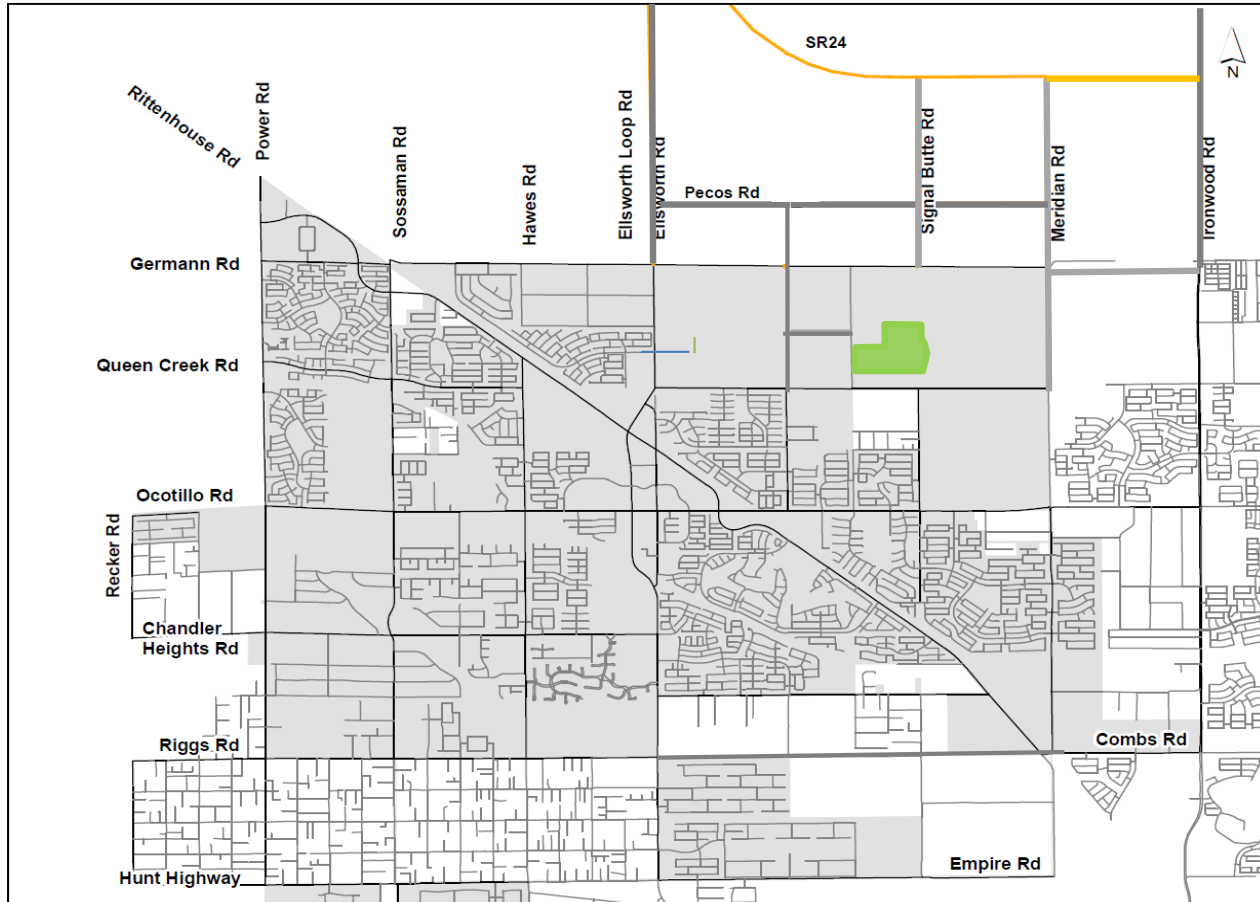 SR24
N
Rittenhouse Rd
Power Rd
Sossaman Rd
Hawes Rd
Ellsworth Loop Rd
Ellsworth Rd
Pecos Rd
Signal Butte Rd
Meridian Rd
Ironwood Rd
Germann Rd
Queen Creek Rd
Ocotillo Rd
Recker Rd
Chandler
Heights Rd
Riggs Rd
Combs Rd
Hunt Highway
Empire Rd